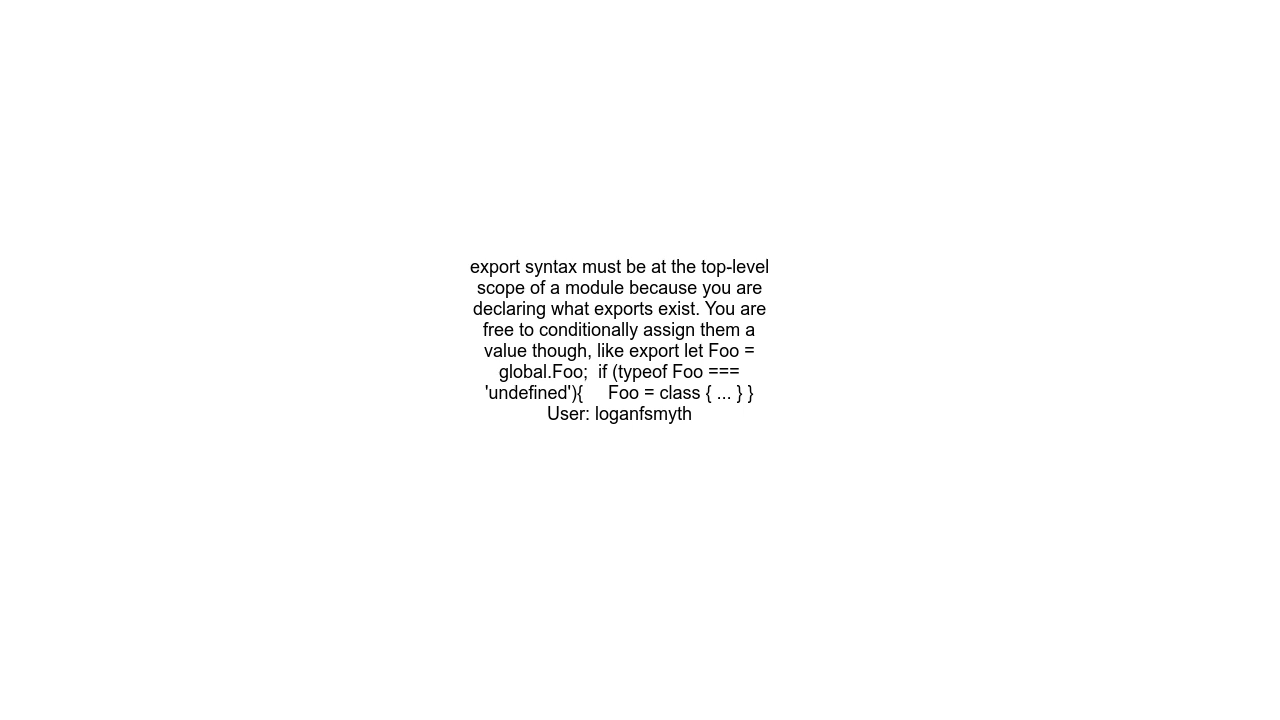 export syntax must be at the top-level
scope of a module because you are
declaring what exports exist. You are
free to conditionally assign them a
value though, like export let Foo =
global.Foo;  if (typeof Foo ===
'undefined'){     Foo = class { ... } }
User: loganfsmyth